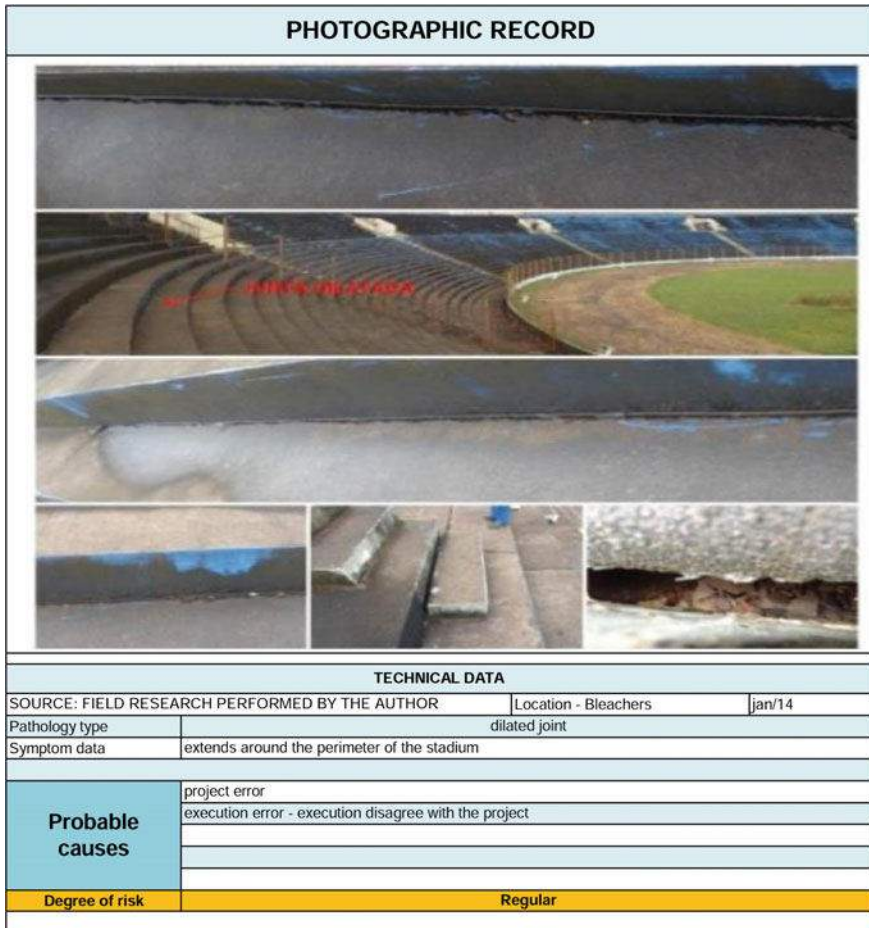 PHOTOGRAPHIC RECORD
JUNTA DILATADA
TECHNICAL DATA
SOURCE: FIELD RESEARCH PERFORMED BY THE AUTHOR Location - Bleachers jan/14
Pathology type dilated joint
Symptom data extends around the perimeter of the stadium
Probable causes
project error
execution error - execution disagree with the project
Degree of risk Regular